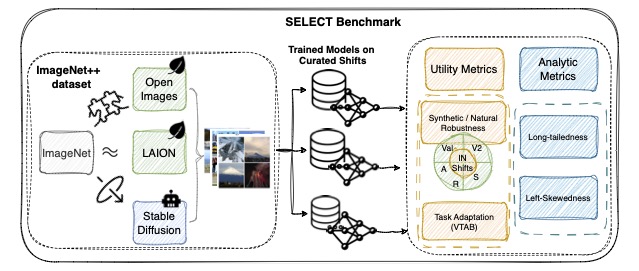 SELECT Benchmark
ImageNet++
dataset
Open
Images
ImageNet
≈
LAION
Stable
Diffusion
Trained Models on
Curated Shifts
Utility Metrics
Analytic
Metrics
Synthetic / Natural
Robustness
Val
V2
IN
Shifts
A
S
R
Task Adaptation
(VTAB)
Long-tailedness
Left-Skewedness